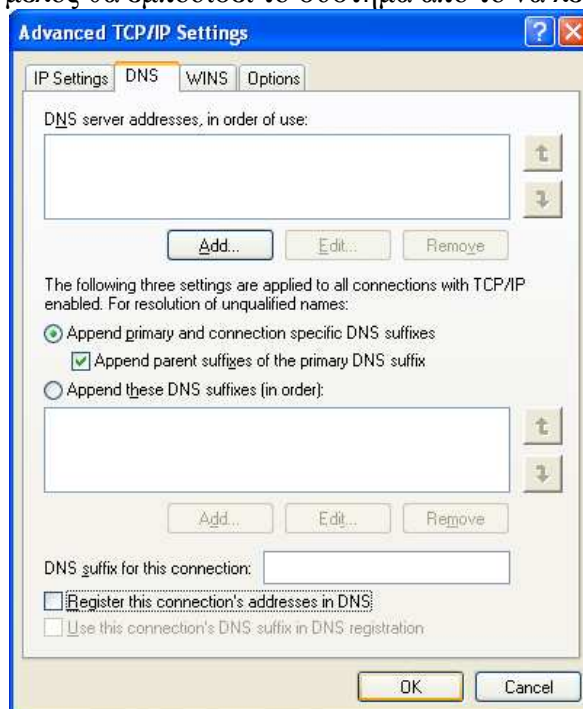 Advanced TCP/IP Settings
IP Settings DNS WINS Options
DNS server addresses, in order of use:
Add... Edit... Remove
The following three settings are applied to all connections with TCP/IP
enabled. For resolution of unqualified names:
Append primary and connection specific DNS suffixes
Append parent suffixes of the primary DNS suffix
Append these DNS suffixes (in order):
Add... Edit... Remove
DNS suffix for this connection:
Register this connection's addresses in DNS
Use this connection's DNS suffix in DNS registration
OK Cancel